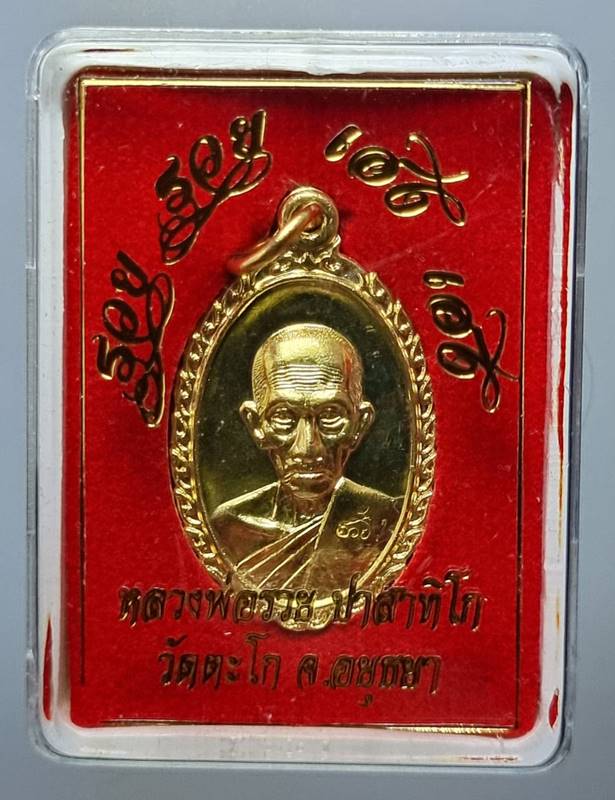 รวย รวย
เฮง เฮง
หลวงพ่อรวย ปาสาทิโก
วัดตะโก จ.อยุธยา